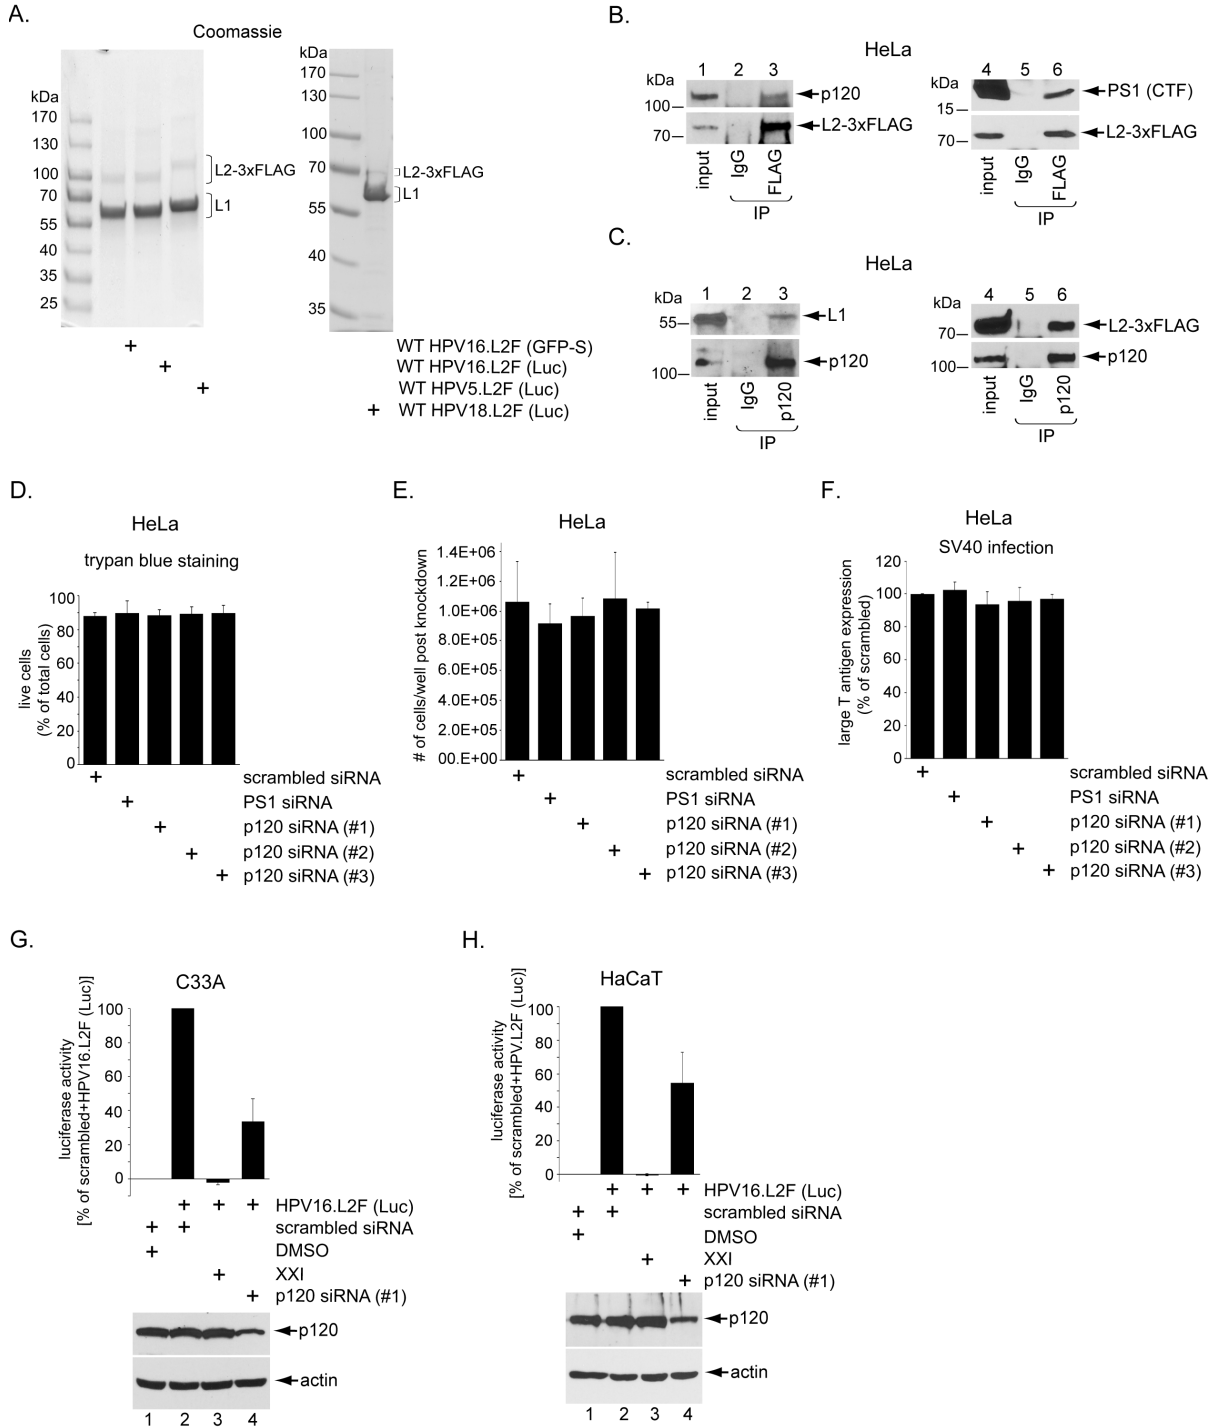 A.
Coomassie
kDa
170
130
100
70
55
40
35
25
L2-3xFLAG
L1
kDa
170
130
100
70
55
40
35
L2-3xFLAG
L1
+ WT HPV16.L2F (GFP-S)
+ WT HPV16.L2F (Luc)
+ WT HPV5.L2F (Luc)
+ WT HPV18.L2F (Luc)
B.
HeLa
1 2 3
kDa
100
p120
70
L2-3xFLAG
input IgG FLAG
IP
4 5 6
15
PS1 (CTF)
70
L2-3xFLAG
input IgG FLAG
IP
C.
HeLa
1 2 3
kDa
55
L1
100
p120
input IgG p120
IP
4 5 6
kDa
70
L2-3xFLAG
100
p120
input IgG p120
IP
D.
HeLa
trypan blue staining
live cells
(% of total cells)
100
80
60
40
20
0
+ scrambled siRNA
+ PS1 siRNA
+ p120 siRNA (#1)
+ p120 siRNA (#2)
+ p120 siRNA (#3)
E.
HeLa
# of cells/well post knockdown
1.4E+06
1.2E+06
1.0E+06
8.0E+05
6.0E+05
4.0E+05
2.0E+05
00.E+00
+ scrambled siRNA
+ PS1 siRNA
+ p120 siRNA (#1)
+ p120 siRNA (#2)
+ p120 siRNA (#3)
F.
HeLa
SV40 infection
large T antigen expression
(% of scrambled)
120
100
80
60
40
20
0
+ scrambled siRNA
+ PS1 siRNA
+ p120 siRNA (#1)
+ p120 siRNA (#2)
+ p120 siRNA (#3)
G.
C33A
luciferase activity
[% of scrambled+HPV16.L2F (Luc)]
100
80
60
40
20
0
+ + + HPV16.L2F (Luc)
+ + scrambled siRNA
+ DMSO
+ XXI
+ p120 siRNA (#1)
p120
actin
1 2 3 4
H.
HaCaT
luciferase activity
[% of scrambled+HPV.L2F (Luc)]
100
80
60
40
20
0
+ + + HPV16.L2F (Luc)
+ + scrambled siRNA
+ DMSO
+ XXI
+ p120 siRNA (#1)
p120
actin
1 2 3 4